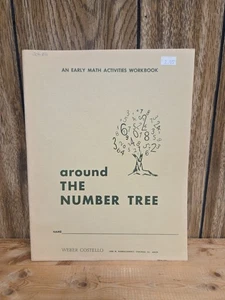 AN EARLY MATH ACTIVITIES WORKBOOK
around
THE
NUMBER TREE
NAME
WEBER COSTELLO